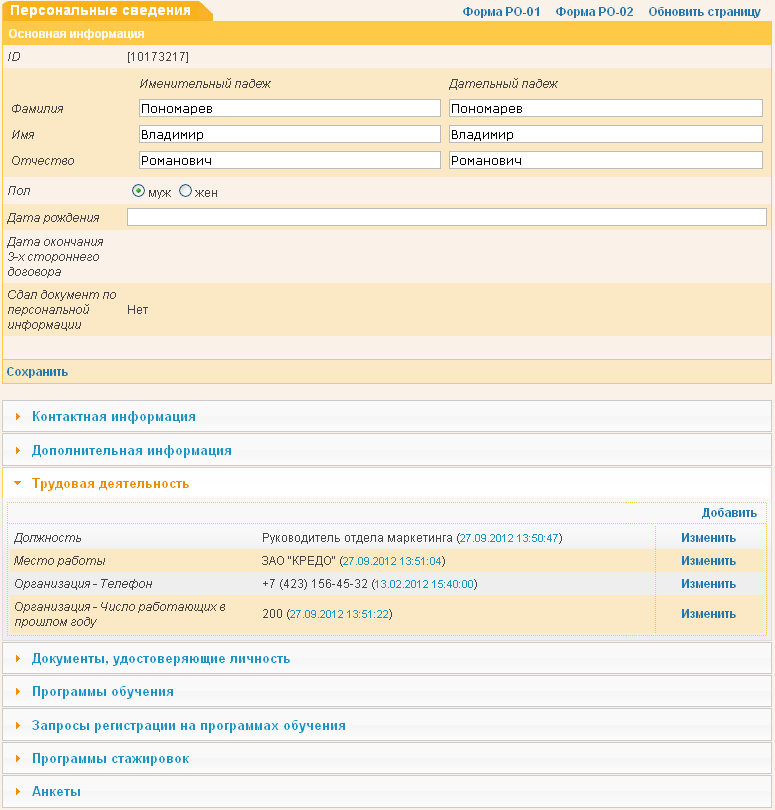 Персональные сведения
Форма РО-01 Форма РО-02 Обновить страницу
Основная информация
ID [10173217]
Именительный падеж Дательный падеж
Фамилия Пономарев Пономарев
Имя Владимир Владимир
Отчество Романович Романович
Пол муж жен
Дата рождения
Дата окончания
3-х стороннего
договора
Сдал документ по
персональной Нет
информации
Сохранить
Контактная информация
Дополнительная информация
Трудовая деятельность
Добавить
Должность Руководитель отдела маркетинга (27.09.2012 13:50:47) Изменить
Место работы ЗАО "КРЕДО" (27.09.2012 13:51:04) Изменить
Организация - Телефон +7 (423) 156-45-32 (13.02.2012 15:40:00) Изменить
Организация - Число работающих в
прошлом году 200 (27.09.2012 13:51:22) Изменить
Документы, удостоверяющие личность
Программы обучения
Запросы регистрации на программах обучения
Программы стажировок
Анкеты